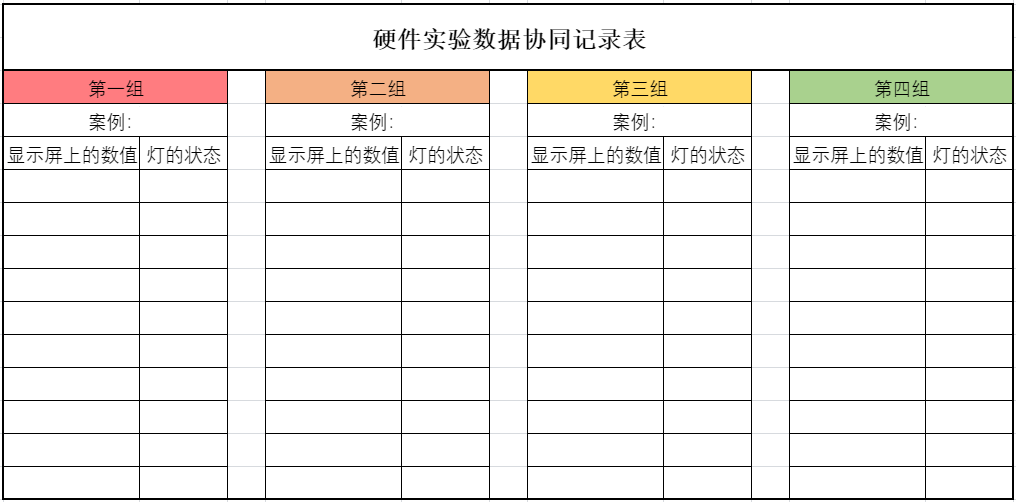 硬件实验数据协同记录表
第一组 第二组 第三组 第四组
案例： 案例： 案例： 案例：
显示屏上的数值 灯的状态 显示屏上的数值 灯的状态 显示屏上的数值 灯的状态 显示屏上的数值 灯的状态